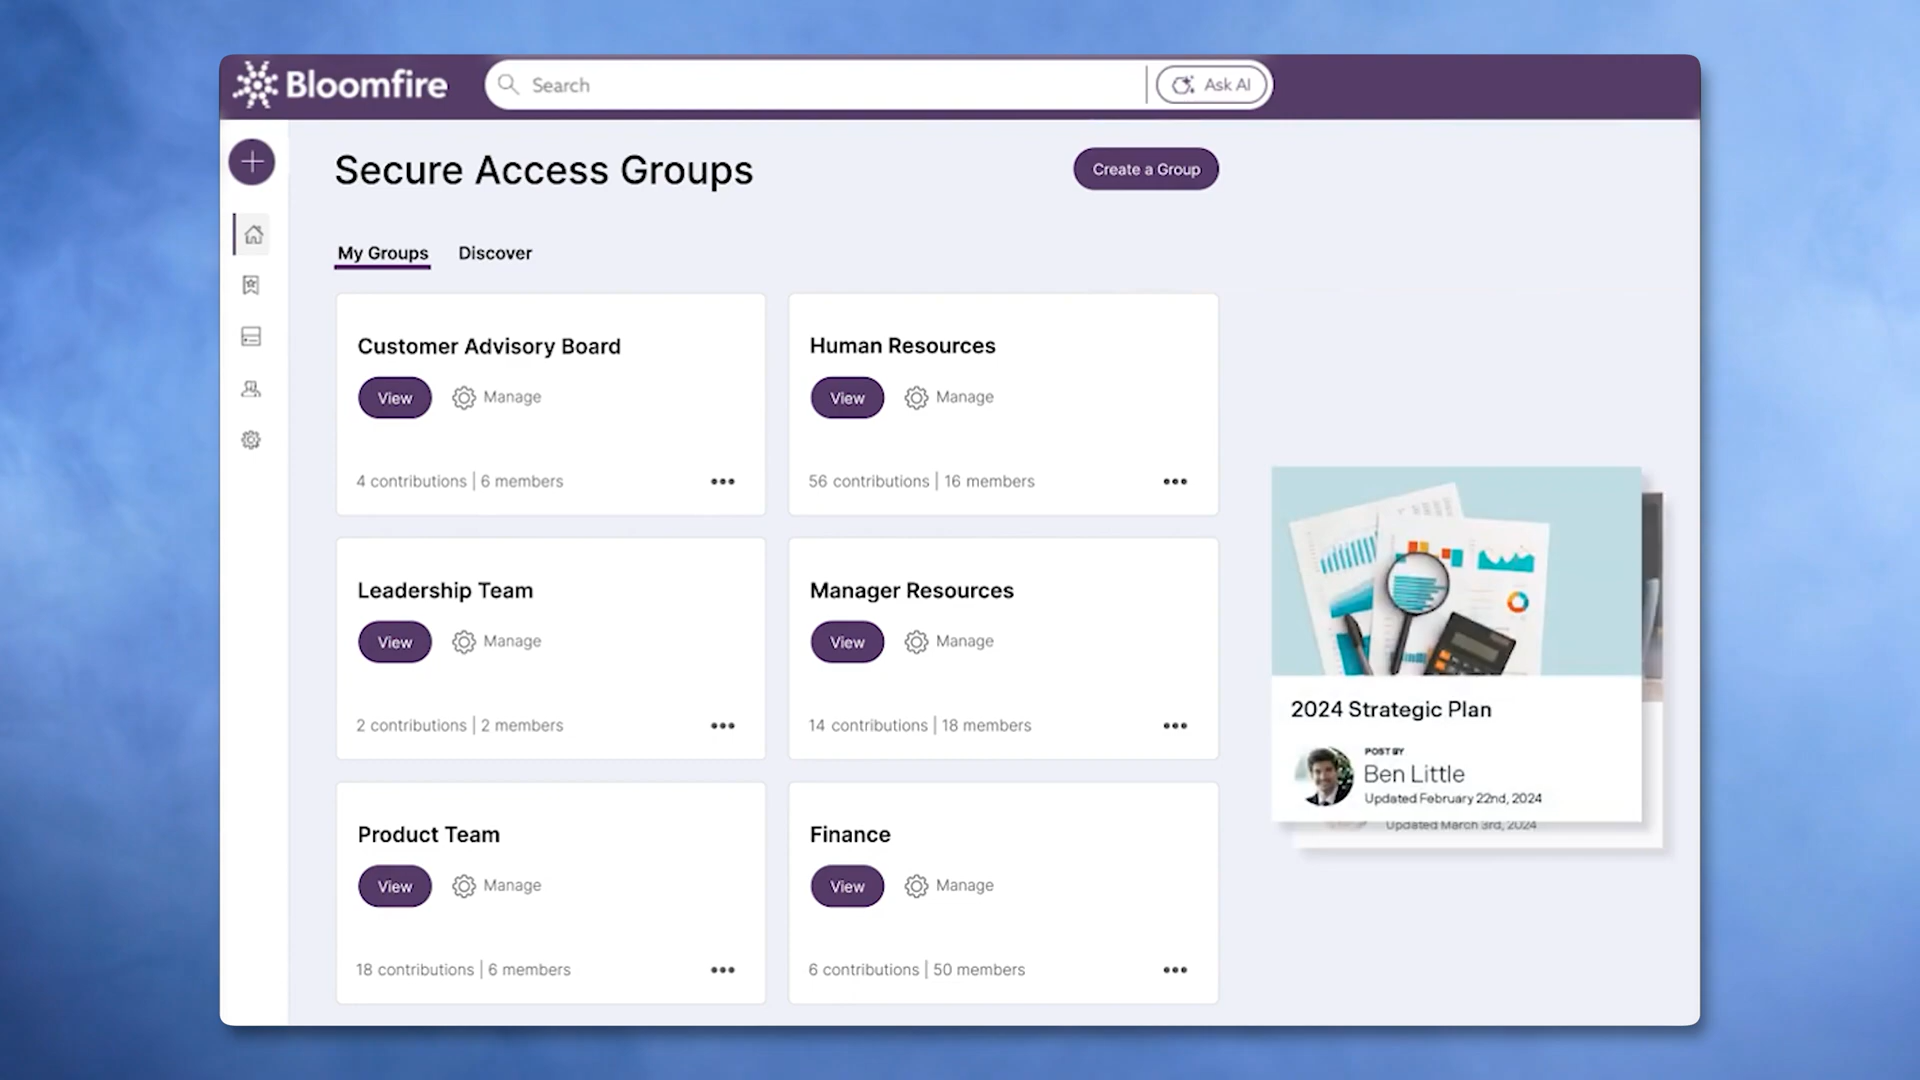 Bloomfire
Search
Ask AI
Secure Access Groups
Create a Group
My Groups
Discover
Customer Advisory Board
View
Manage
4 contributions | 6 members
Human Resources
View
Manage
56 contributions | 16 members
Leadership Team
View
Manage
2 contributions | 2 members
Manager Resources
View
Manage
14 contributions | 18 members
Product Team
View
Manage
18 contributions | 6 members
Finance
View
Manage
6 contributions | 50 members
2024 Strategic Plan
POST BY
Ben Little
Updated February 22nd, 2024
Updated March 3rd, 2024